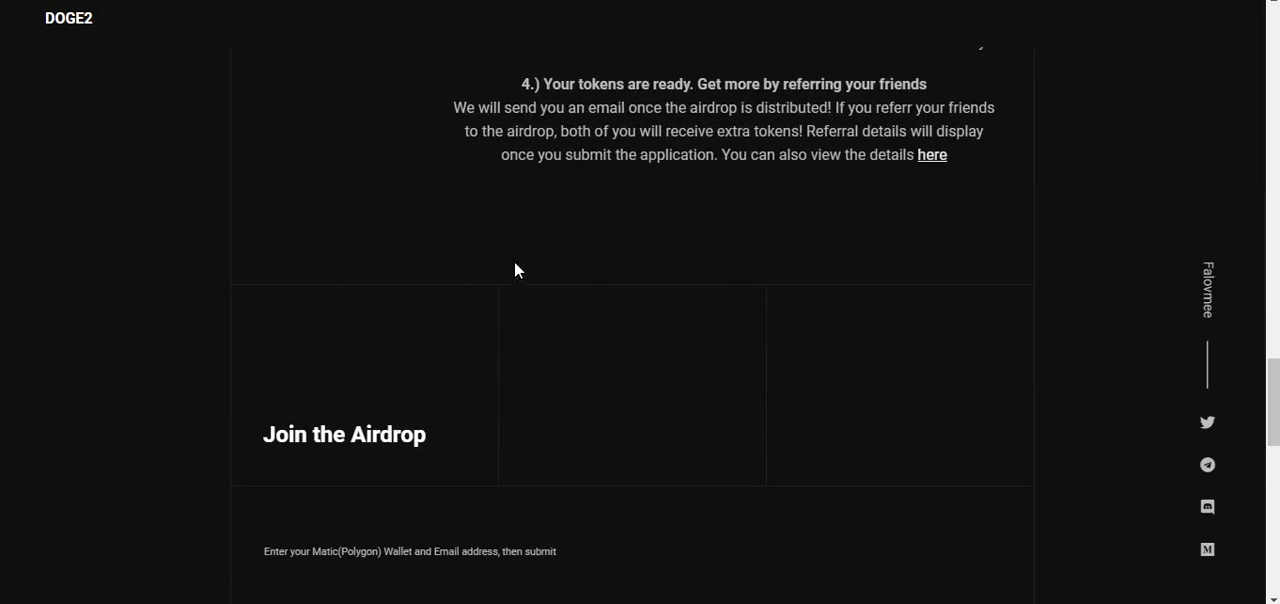 DOGE2
4.) Your tokens are ready. Get more by referring your friends
We will send you an email once the airdrop is distributed! If you referr your friends
to the airdrop, both of you will receive extra tokens! Referral details will display
once you submit the application. You can also view the details here
Falovmee
Join the Airdrop
Enter your Matic(Polygon) Wallet and Email address, then submit